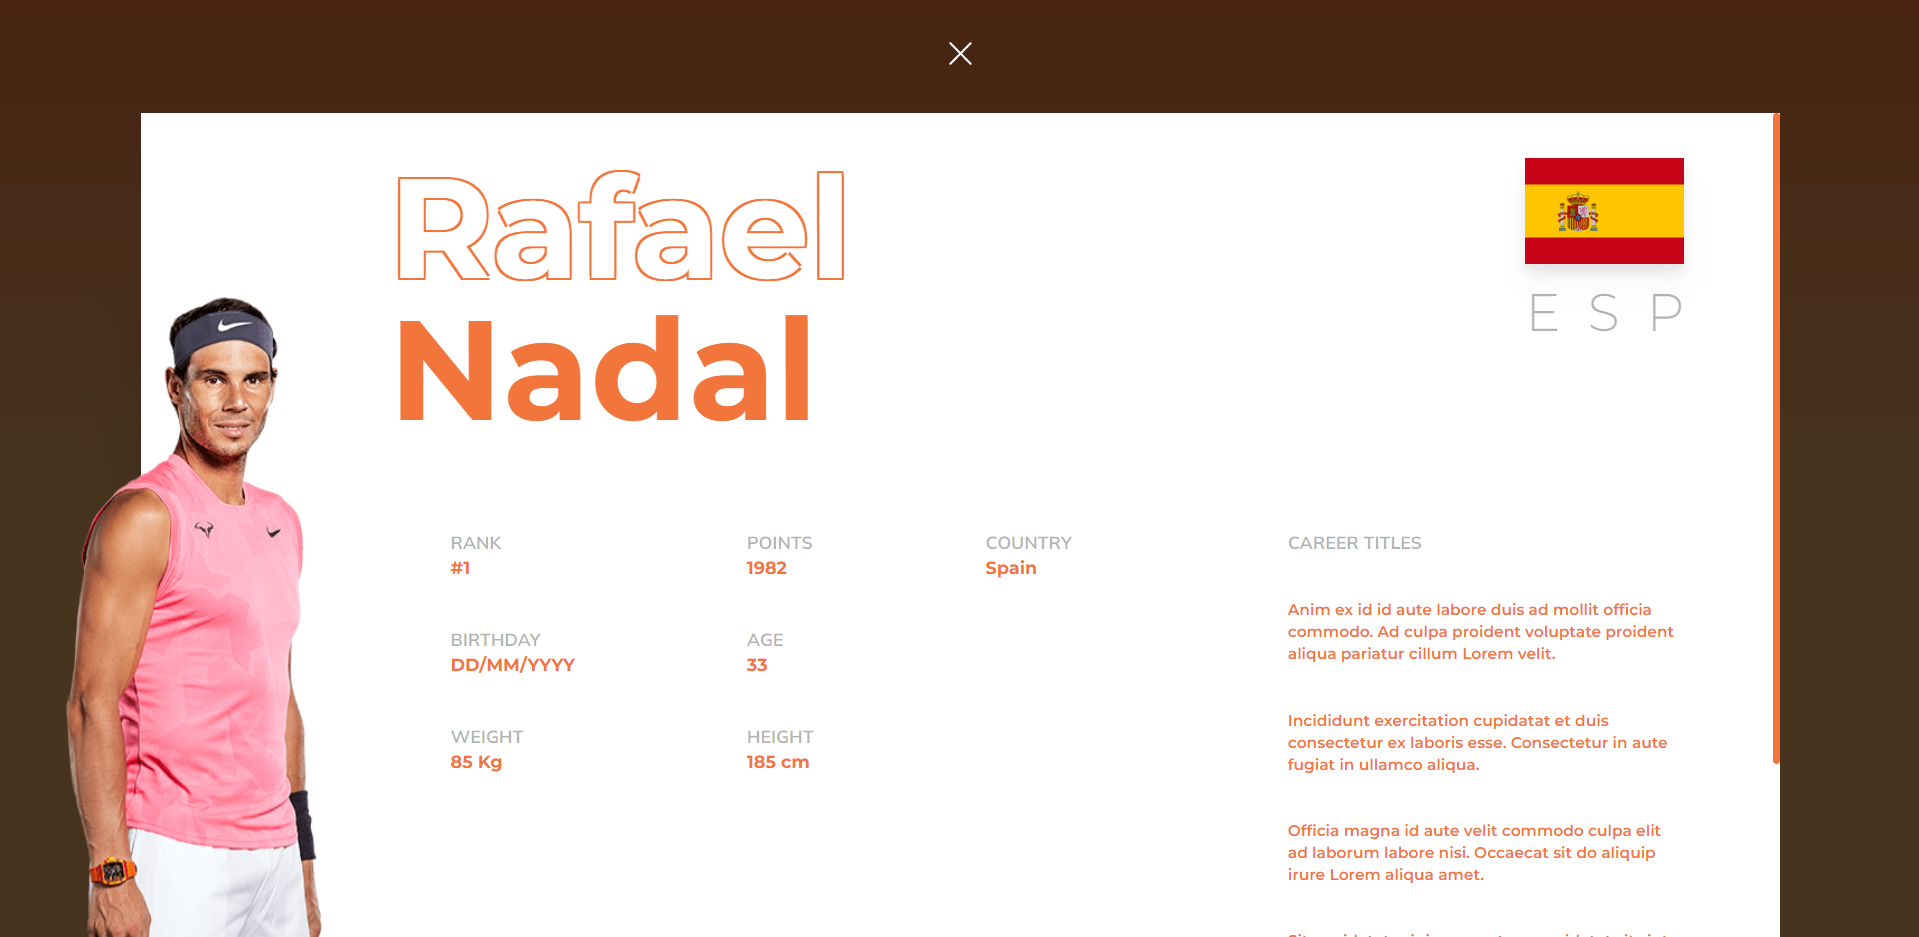 Rafael
Nadal
ESP
RANK
#1
POINTS
1982
COUNTRY
Spain
BIRTHDAY
DD/MM/YYYY
AGE
33
WEIGHT
85 Kg
HEIGHT
185 cm
CAREER TITLES
Anim ex id id aute labore duis ad mollit officia
commodo. Ad culpa proident voluptate proident
aliqua pariatur cillum Lorem velit.
Incididunt exercitation cupidatat et duis
consectetur ex laboris esse. Consectetur in aute
fugiat in ullamco aliqua.
Officia magna id aute velit commodo culpa elit
ad laborum labore nisi. Occaecat sit do aliquip
irure Lorem aliqua amet.